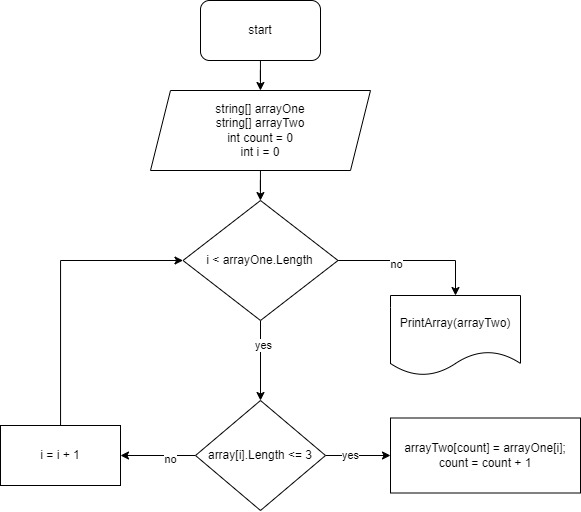 start
string[] arrayOne
string[] arrayTwo
int count = 0
int i = 0
i < arrayOne.Length
no
PrintArray(arrayTwo)
yes
array[i].Length <= 3
yes
arrayTwo[count] = arrayOne[i];
count = count + 1
no
i = i + 1